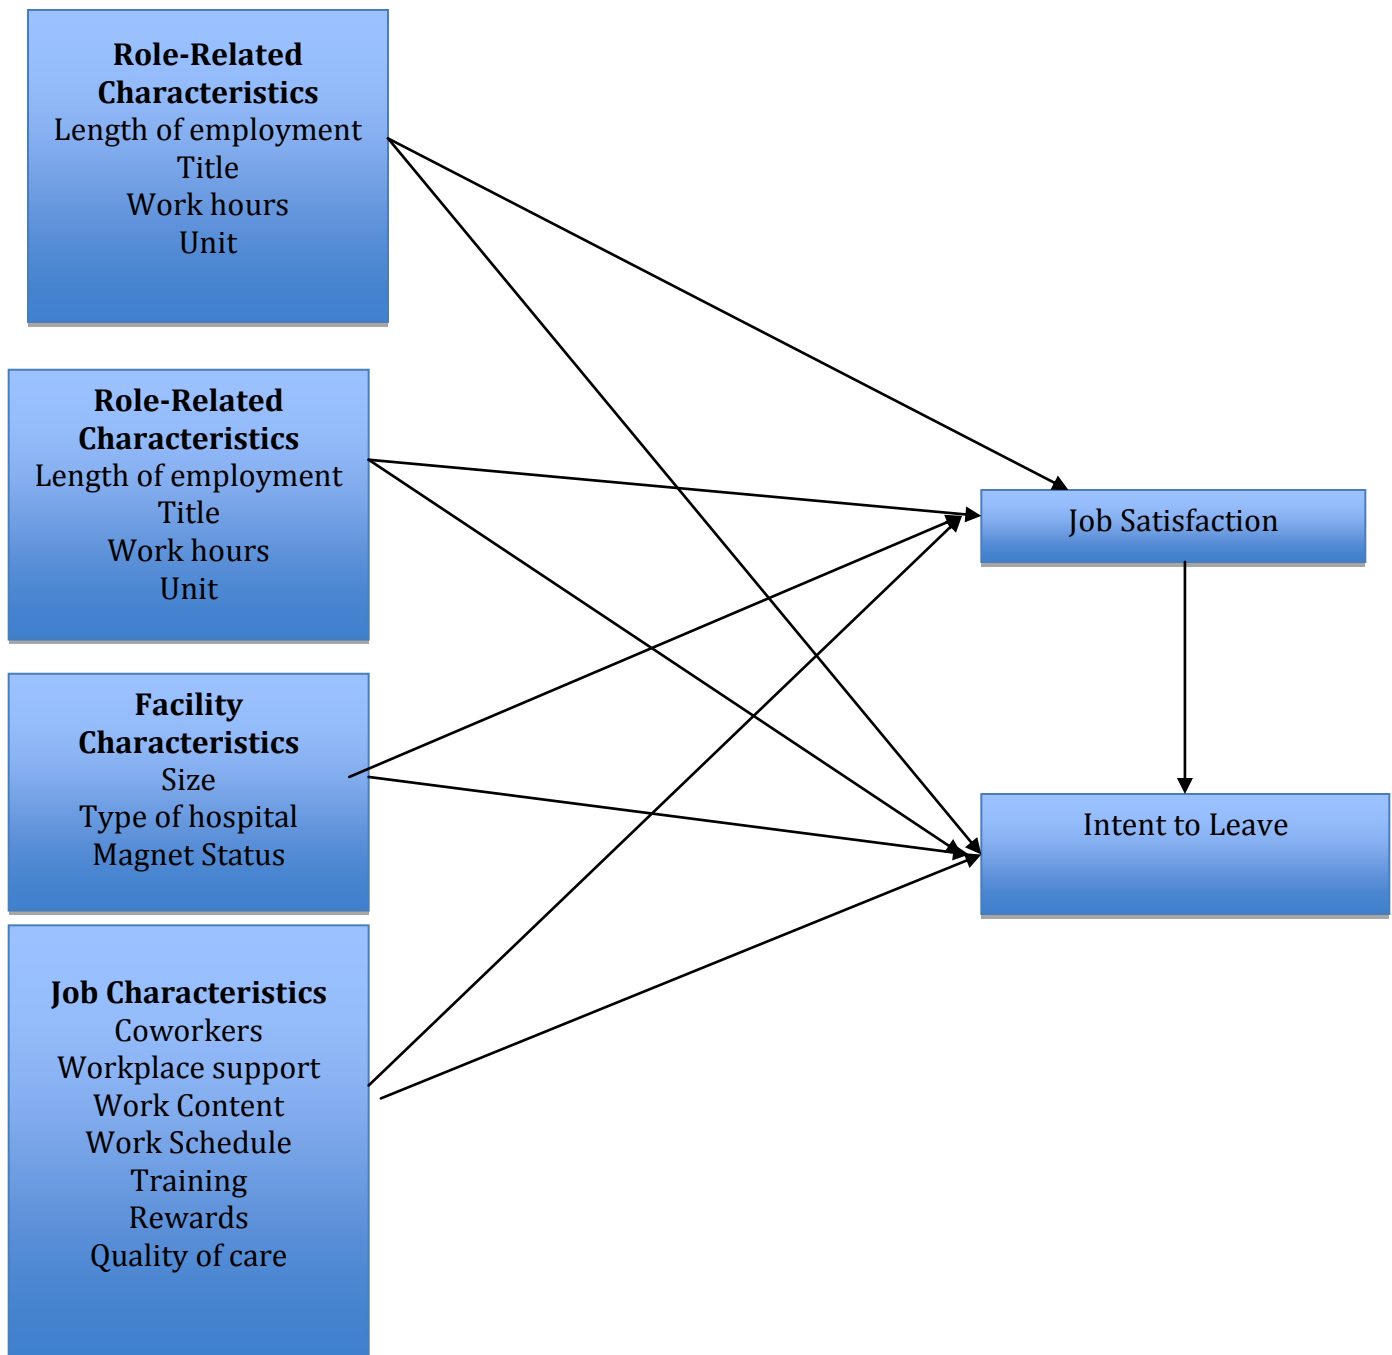 Role-Related
Characteristics
Length of employment
Title
Work hours
Unit
Role-Related
Characteristics
Length of employment
Title
Work hours
Unit
Facility
Characteristics
Size
Type of hospital
Magnet Status
Job Characteristics
Coworkers
Workplace support
Work Content
Work Schedule
Training
Rewards
Quality of care
Job Satisfaction
Intent to Leave